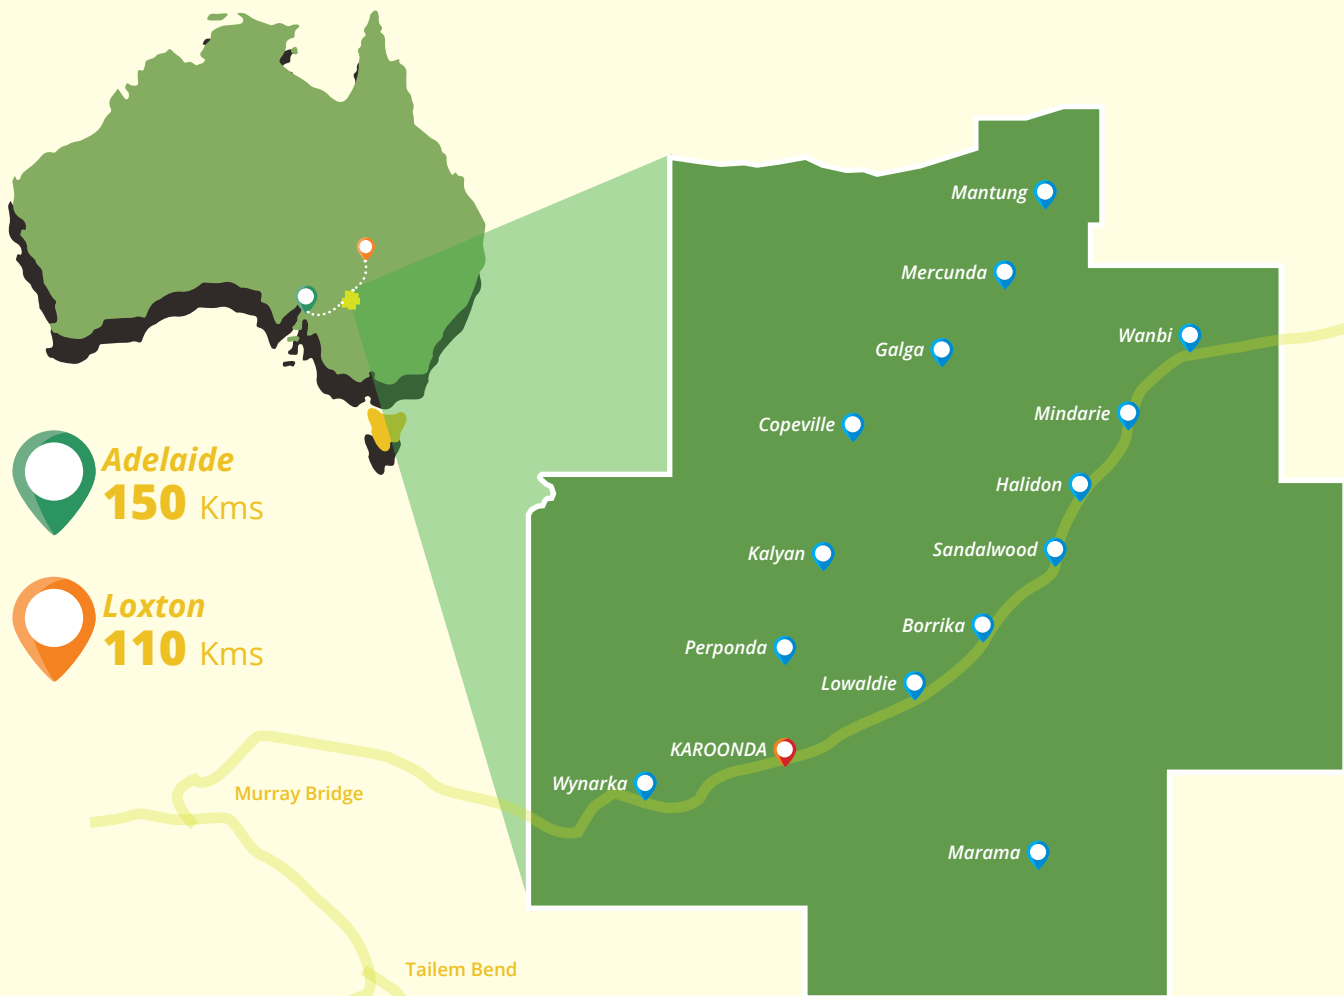 Mantung
Mercunda
Wanbi
Galga
Mindarie
Copeville
Adelaide
150 Kms
Halidon
Sandalwood
Kalyan
Loxton
110 Kms
Borrika
Perponda
Lowaldie
KAROONDA
Wynarka
Murray Bridge
Marama
Tailem Bend